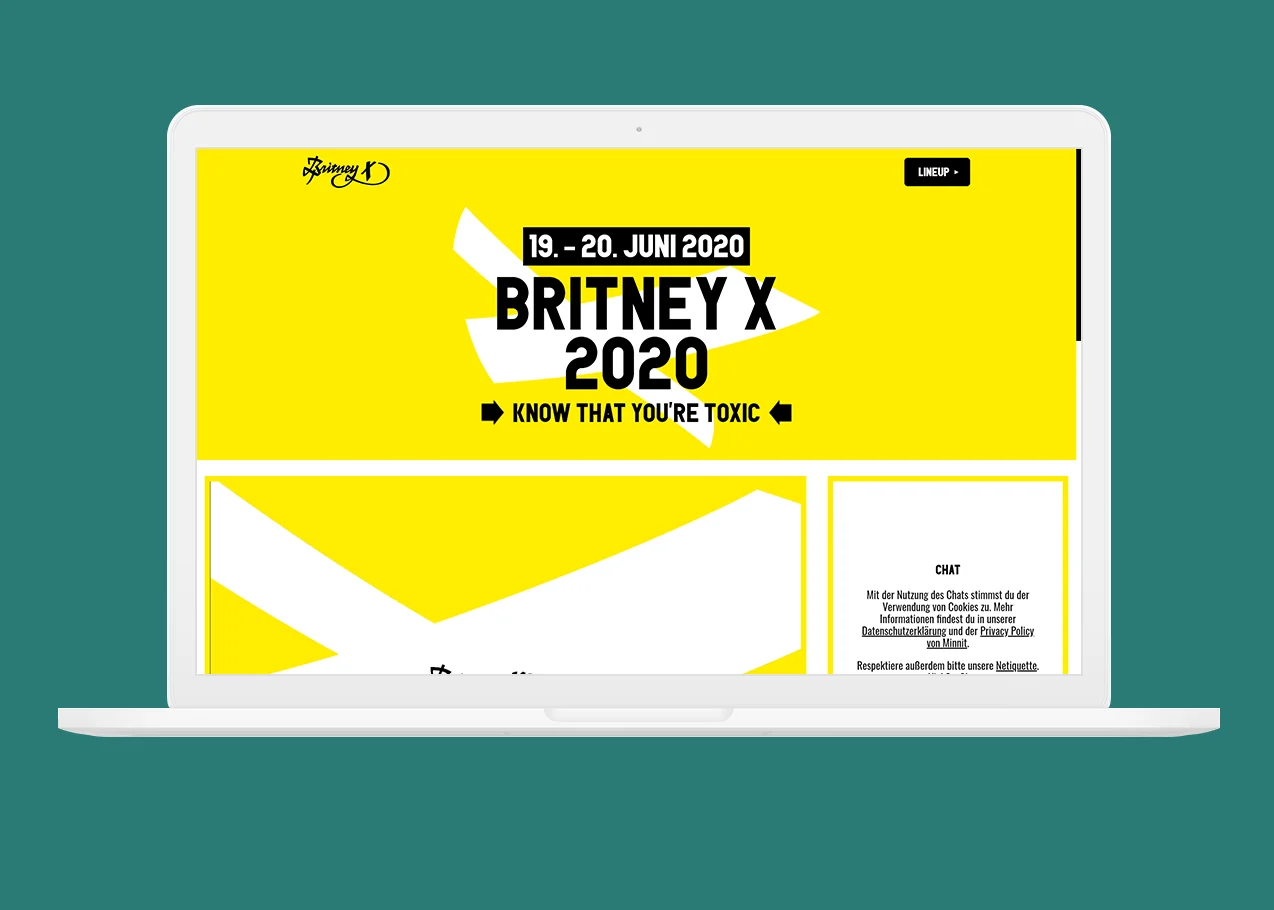 Britney X
LINEUP ▸
19. – 20. JUNI 2020
BRITNEY X
2020
KNOW THAT YOU'RE TOXIC
CHAT
Mit der Nutzung des Chats stimmst du der
Verwendung von Cookies zu. Mehr
Informationen findest du in unserer
Datenschutzerklärung und der Privacy Policy
von Minnit.
Respektiere außerdem bitte unsere Netiquette.